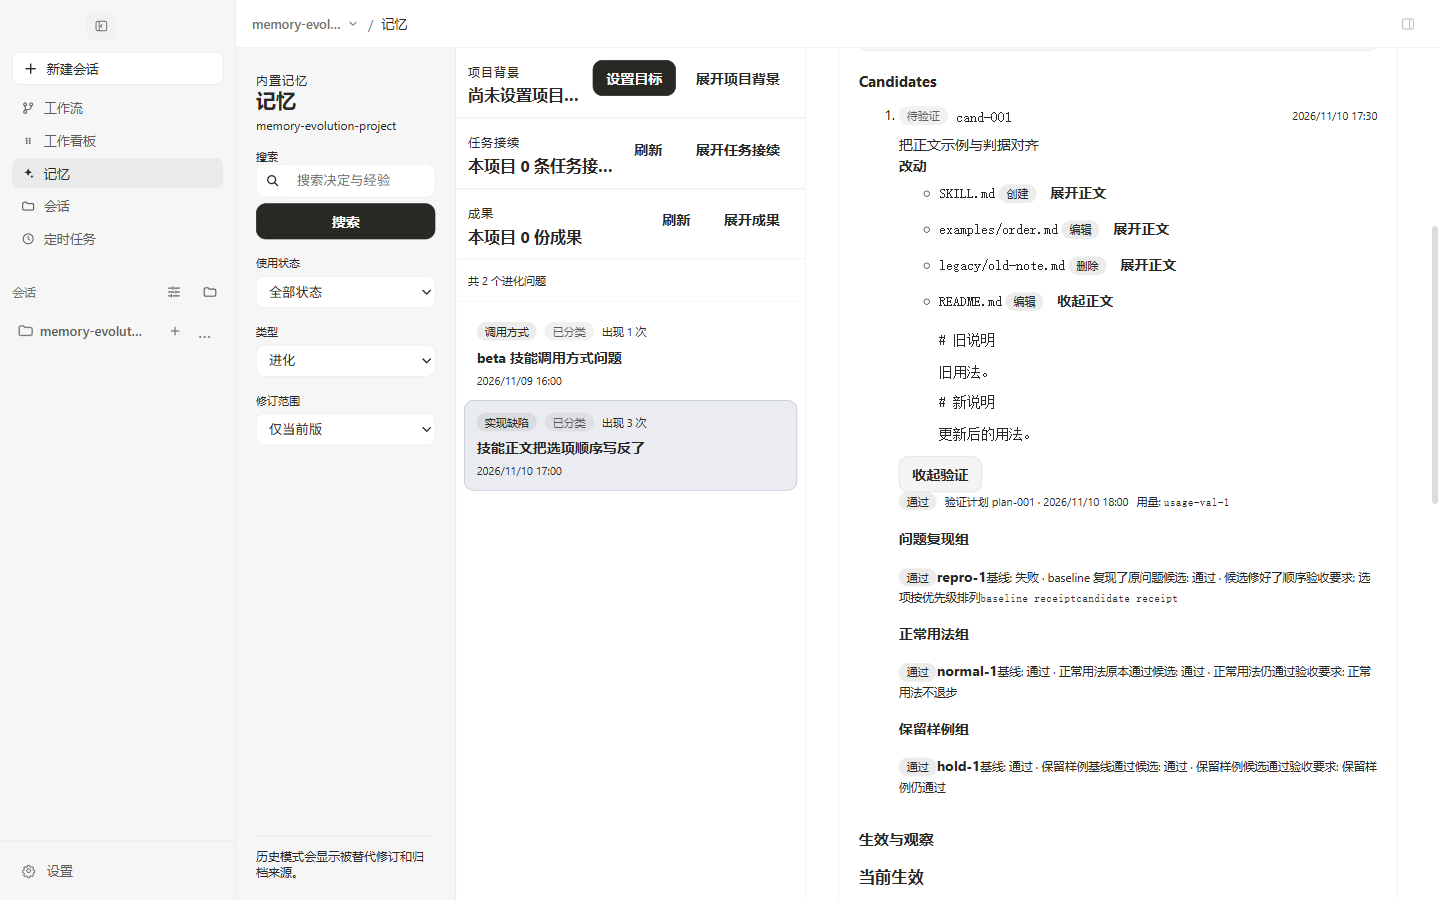 新建会话
工作流
工作看板
记忆
会话
定时任务
会话
memory-evolut...
设置
memory-evol... / 记忆
内置记忆
记忆
memory-evolution-project
搜索
搜索决定与经验
搜索
使用状态
全部状态
类型
进化
修订范围
仅当前版
历史模式会显示被替代修订和归
档来源。
项目背景
尚未设置项目...
设置目标
展开项目背景
任务接续
本项目 0 条任务接...
刷新
展开任务接续
成果
本项目 0 份成果
刷新
展开成果
共 2 个进化问题
调用方式 已分类 出现 1 次
beta 技能调用方式问题
2026/11/09 16:00
实现缺陷 已分类 出现 3 次
技能正文把选项顺序写反了
2026/11/10 17:00
Candidates
1. 待验证 cand-001 2026/11/10 17:30
把正文示例与判据对齐
改动
SKILL.md 创建 展开正文
examples/order.md 编辑 展开正文
legacy/old-note.md 删除 展开正文
README.md 编辑 收起正文
# 旧说明
旧用法。
# 新说明
更新后的用法。
收起验证
通过 验证计划 plan-001 · 2026/11/10 18:00 用量: usage-val-1
问题复现组
通过 repro-1基线: 失败 · baseline 复现了原问题候选: 通过 · 候选修好了顺序验收要求: 选
项按优先级排列baseline receiptcandidate receipt
正常用法组
通过 normal-1基线: 通过 · 正常用法原本通过候选: 通过 · 正常用法仍通过验收要求: 正常
用法不退步
保留样例组
通过 hold-1基线: 通过 · 保留样例基线通过候选: 通过 · 保留样例候选通过验收要求: 保留样
例仍通过
生效与观察
当前生效